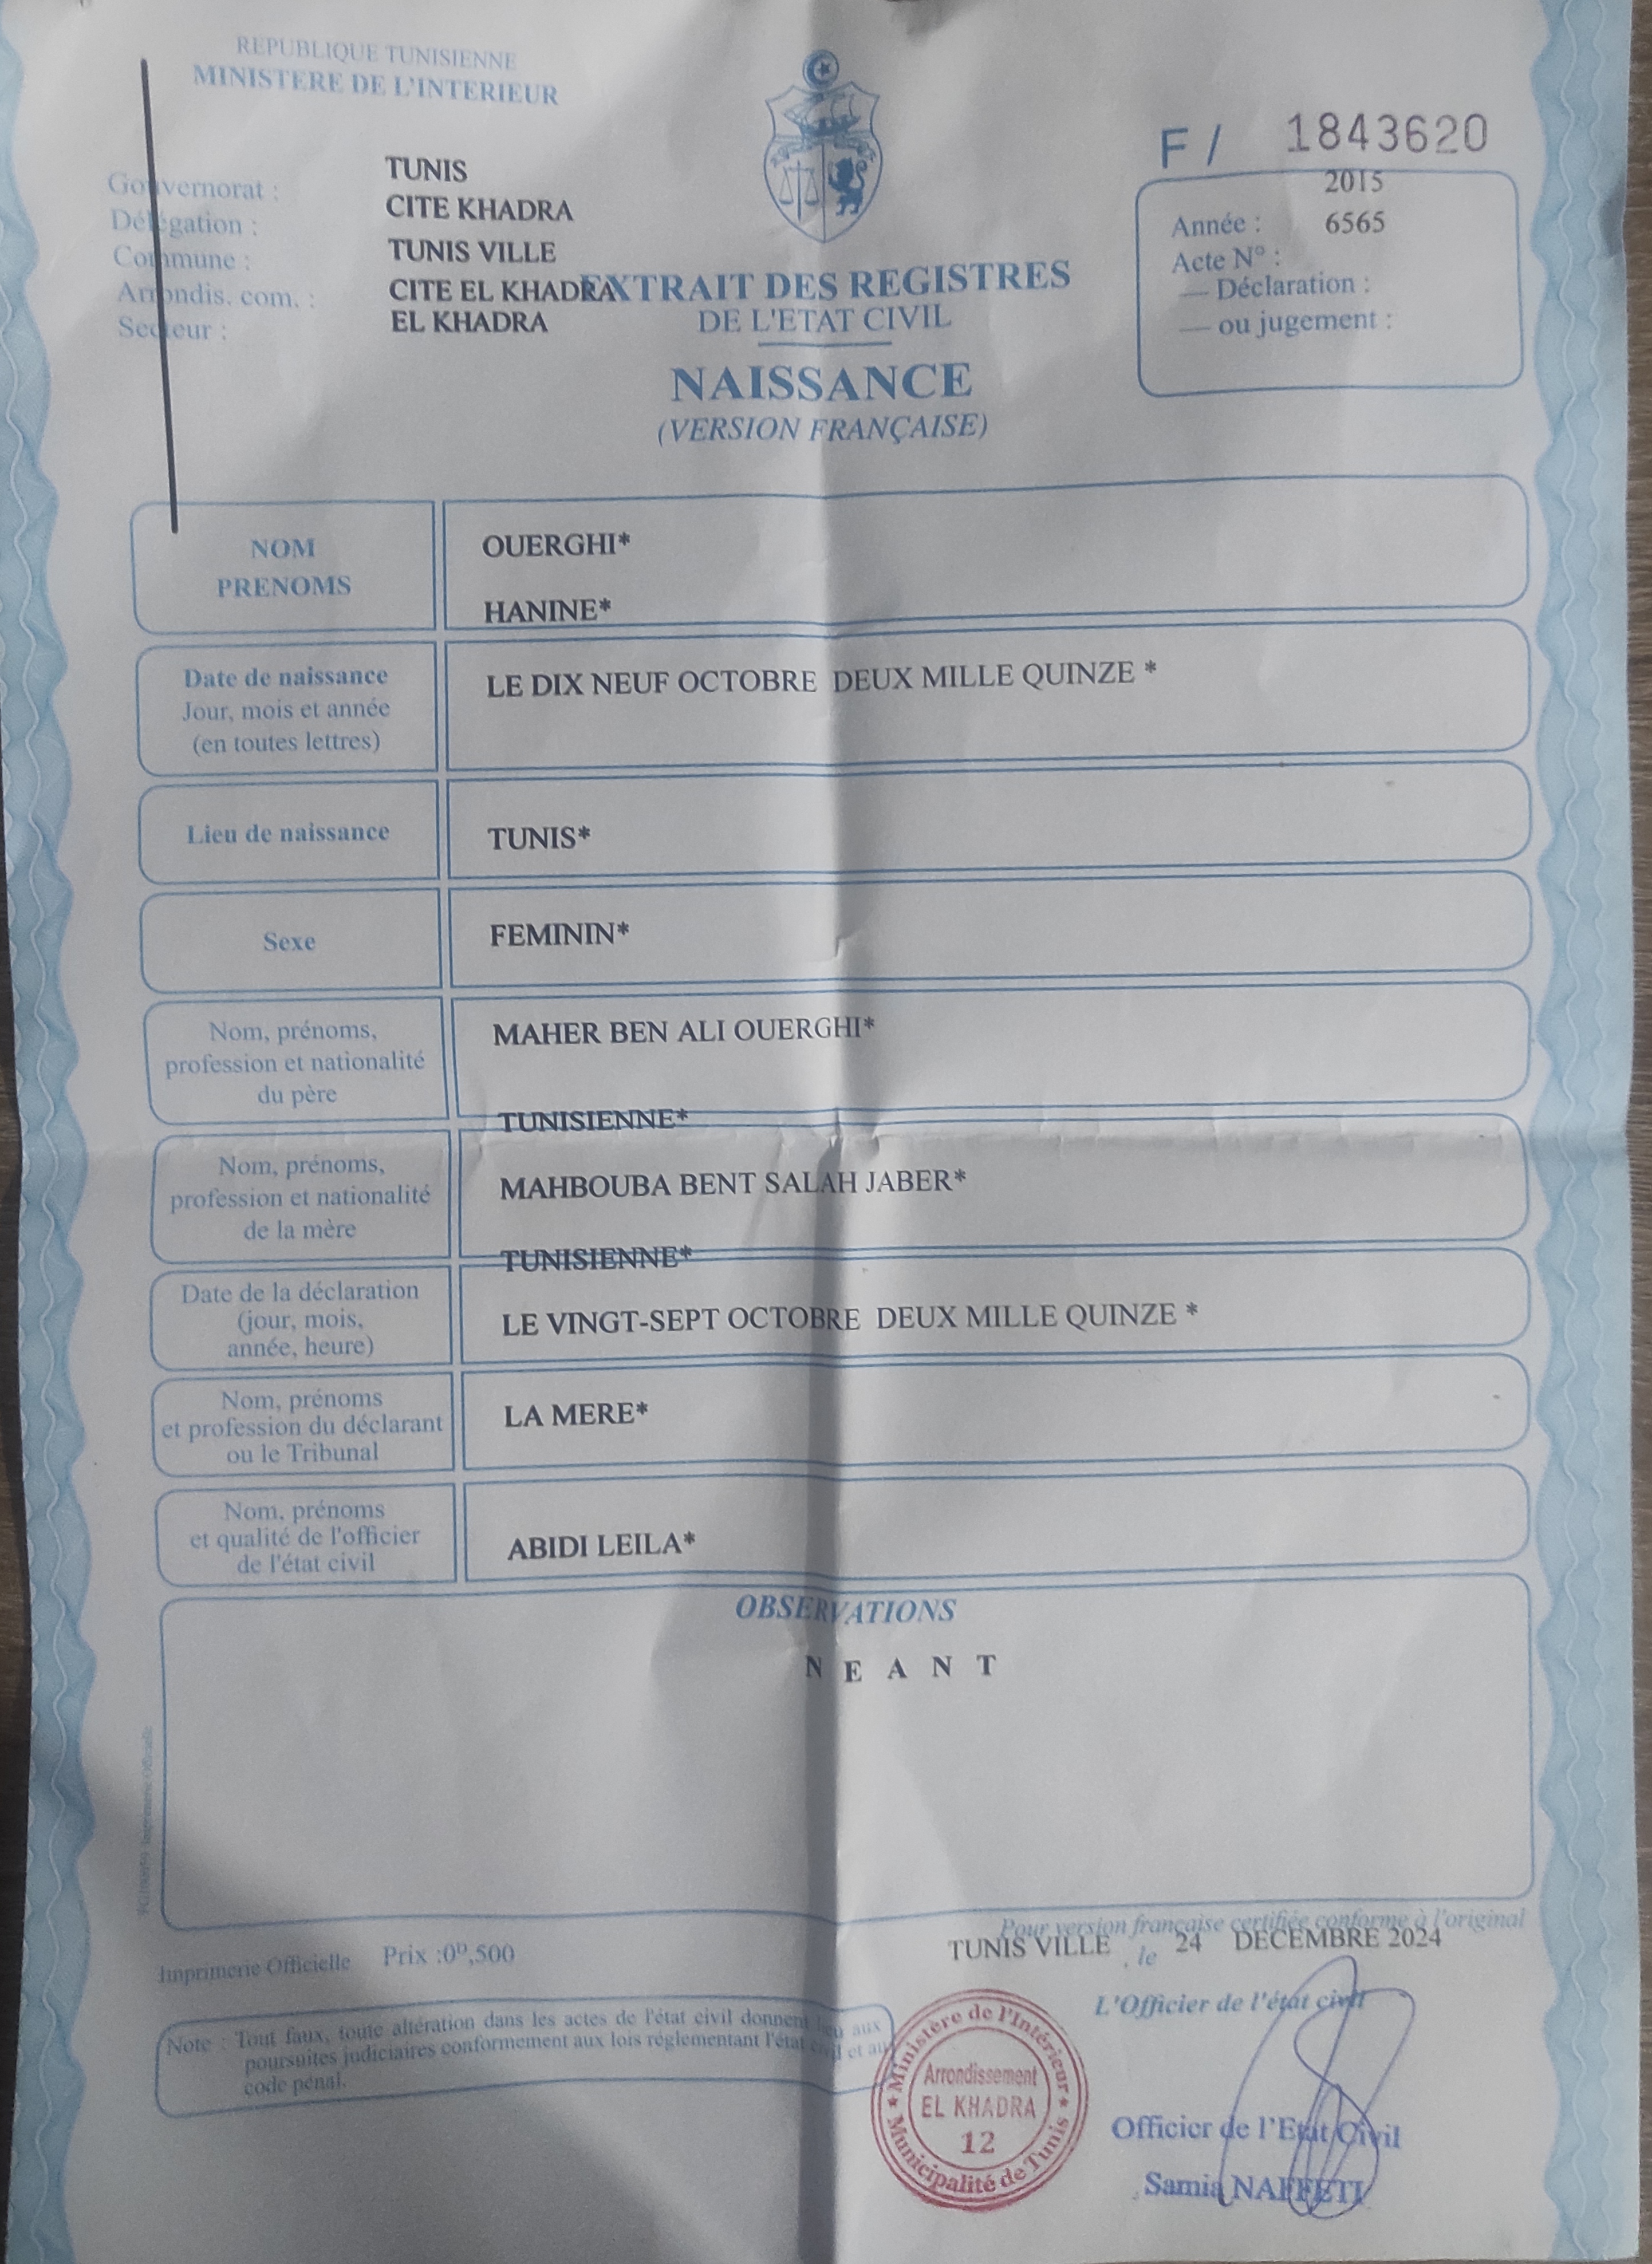 REPUBLIQUE TUNISIENNE
MINISTERE DE L'INTERIEUR
F / 1843620
Gouvernorat : TUNIS
Délégation : CITE KHADRA
Commune : TUNIS VILLE
Arrondis. com. : CITE EL KHADRA
Secteur : EL KHADRA
EXTRAIT DES REGISTRES
DE L'ETAT CIVIL
NAISSANCE
(VERSION FRANÇAISE)
2015
Année : 6565
Acte N° :
— Déclaration :
— ou jugement :
NOM
PRENOMS
OUERGHI*
HANINE*
Date de naissance
Jour, mois et année
(en toutes lettres)
LE DIX NEUF OCTOBRE DEUX MILLE QUINZE *
Lieu de naissance
TUNIS*
Sexe
FEMININ*
Nom, prénoms,
profession et nationalité
du père
MAHER BEN ALI OUERGHI*
TUNISIENNE*
Nom, prénoms,
profession et nationalité
de la mère
MAHBOUBA BENT SALAH JABER*
TUNISIENNE*
Date de la déclaration
(jour, mois,
année, heure)
LE VINGT-SEPT OCTOBRE DEUX MILLE QUINZE *
Nom, prénoms
et profession du déclarant
ou le Tribunal
LA MERE*
Nom, prénoms
et qualité de l'officier
de l'état civil
ABIDI LEILA*
OBSERVATIONS
N E A N T
Imprimerie Officielle
Pour version française certifiée conforme à l'original
TUNIS VILLE , le 24 DECEMBRE 2024
Imprimerie Officielle Prix :0ᴰ,500
L'Officier de l'état civil
Note : Tout faux, toute altération dans les actes de l'état civil donnent lieu aux
poursuites judiciaires conformement aux lois réglementant l'état civil et au
code pénal.
Ministère de l'Intérieur
Arrondissement
EL KHADRA
12
Municipalité de Tunis
Officier de l'Etat Civil
Samia NAFFETI